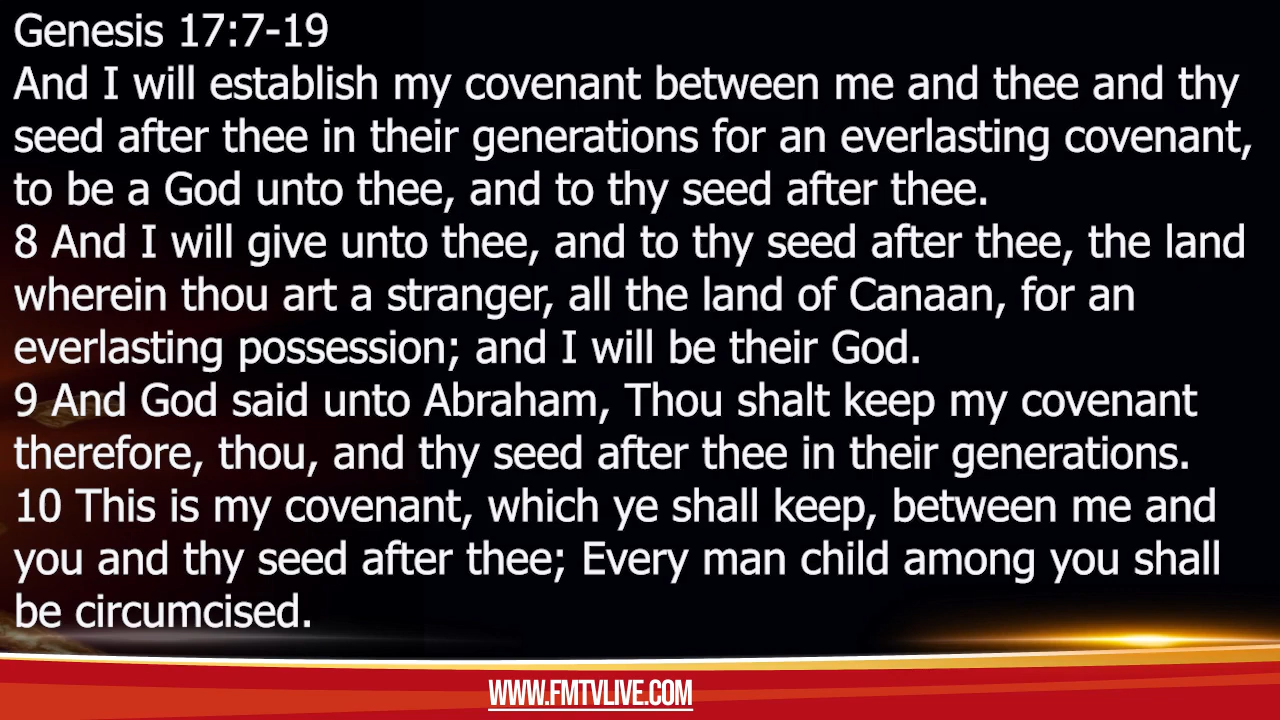 Genesis 17:7-19
And I will establish my covenant between me and thee and thy
seed after thee in their generations for an everlasting covenant,
to be a God unto thee, and to thy seed after thee.
8 And I will give unto thee, and to thy seed after thee, the land
wherein thou art a stranger, all the land of Canaan, for an
everlasting possession; and I will be their God.
9 And God said unto Abraham, Thou shalt keep my covenant
therefore, thou, and thy seed after thee in their generations.
10 This is my covenant, which ye shall keep, between me and
you and thy seed after thee; Every man child among you shall
be circumcised.
WWW.FMTVLIVE.COM